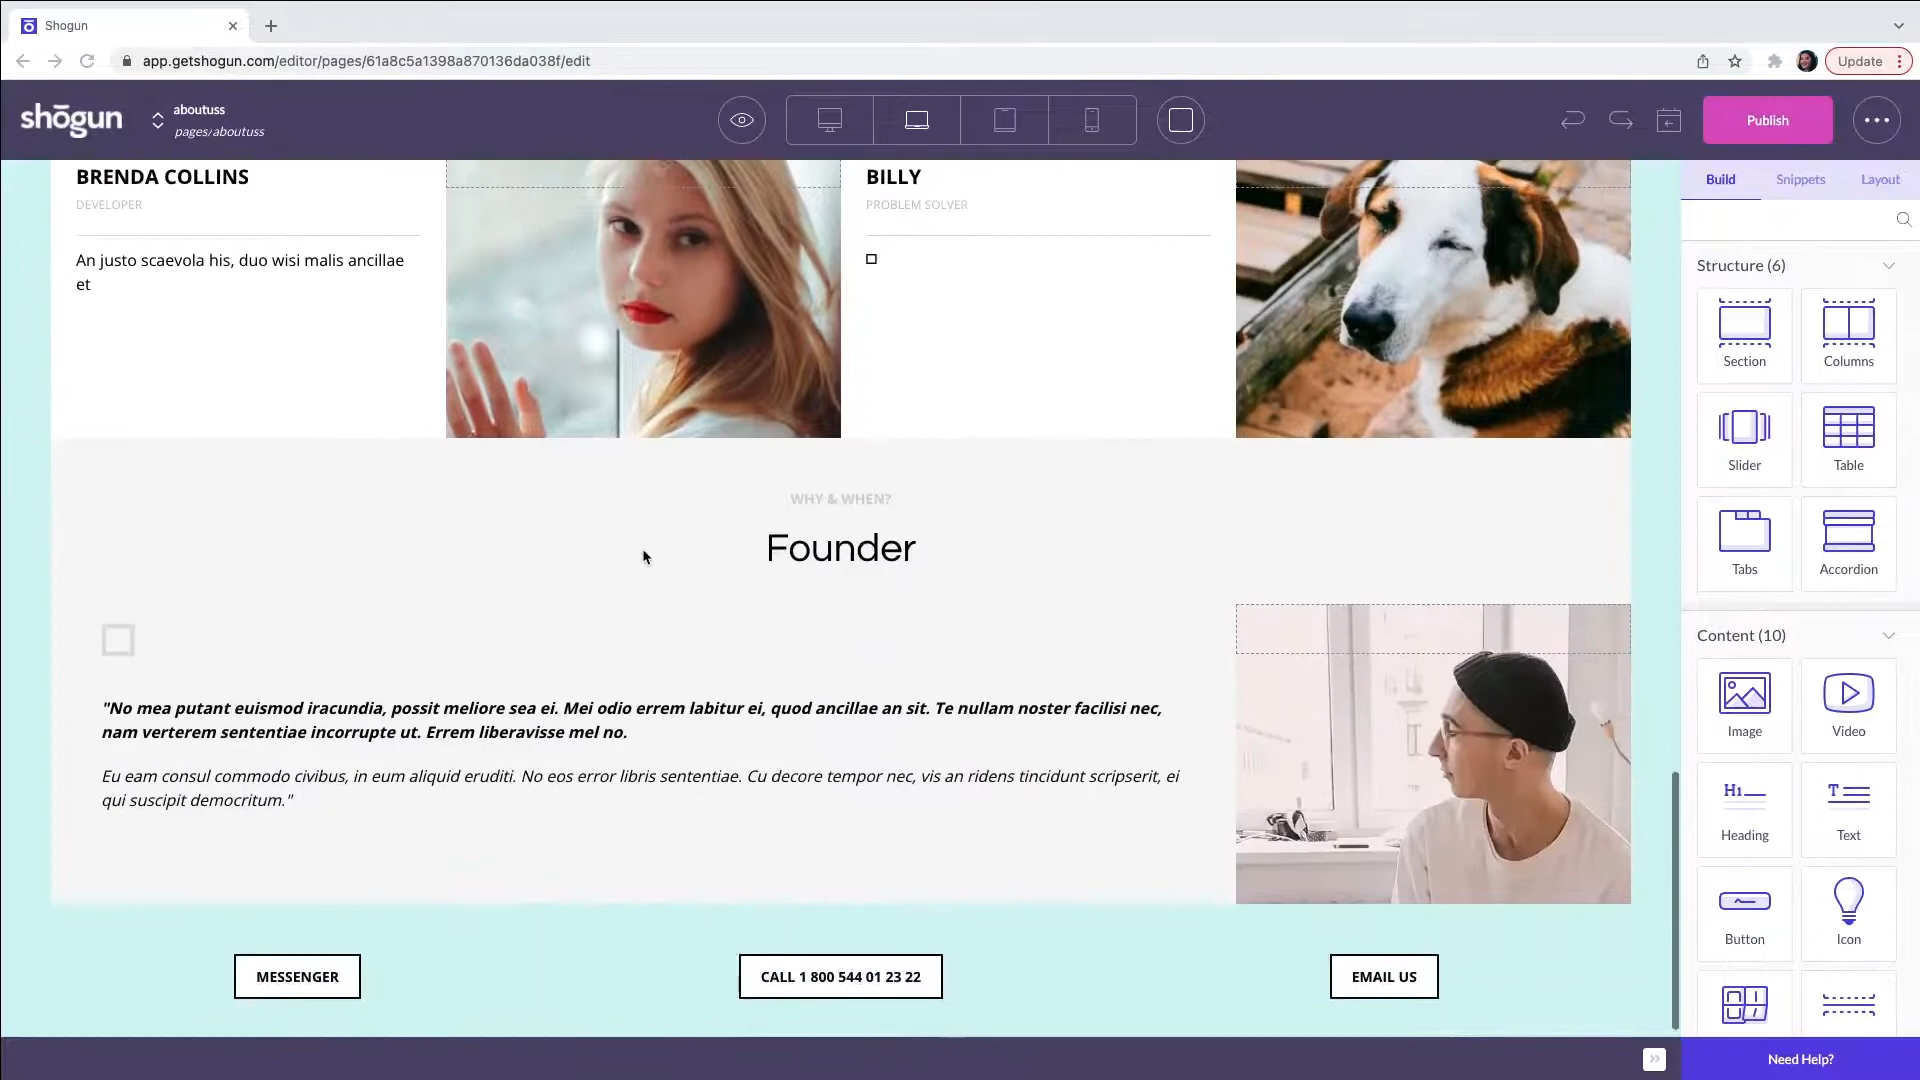 Shogun
app.getshogun.com/editor/pages/61a8c5a1398a870136da038f/edit
Update
shōgun
aboutuss
pages/aboutuss
Publish
Build
Snippets
Layout
BRENDA COLLINS
DEVELOPER
An justo scaevola his, duo wisi malis ancillae
et
BILLY
PROBLEM SOLVER
Structure (6)
Section
Columns
Slider
Table
Tabs
Accordion
WHY & WHEN?
Founder
"No mea putant euismod iracundia, possit meliore sea ei. Mei odio errem labitur ei, quod ancillae an sit. Te nullam noster facilisi nec,
nam verterem sententiae incorrupte ut. Errem liberavisse mel no.
Eu eam consul commodo civibus, in eum aliquid eruditi. No eos error libris sententiae. Cu decore tempor nec, vis an ridens tincidunt scripserit, ei
qui suscipit democritum."
Content (10)
Image
Video
H1
Heading
T
Text
Button
Icon
MESSENGER
CALL 1 800 544 01 23 22
EMAIL US
Need Help?